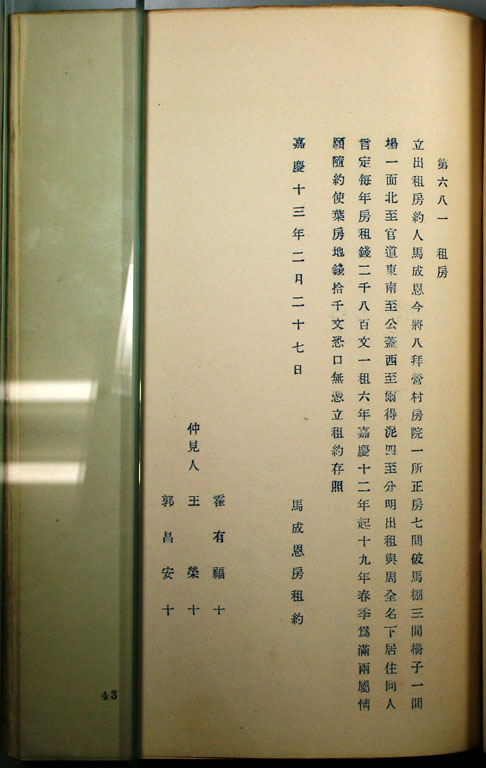 第六八一　租房
立出租房約人馬成恩今將八拜營村房院一所正房七間破馬棚三間欄子一間
場一面北至官道東南至公蓋西至爾得泥四至分明出租與周全名下居住同人
言定每年房租錢二千八百文一租六年嘉慶十二年起十九年春季爲滿兩屬情
願隨約使葉房地錢拾千文恐口無憑立租約存照
嘉慶十三年二月二十七日　馬成恩房租約
霍有福十
仲見人　王榮十
郭昌安十
43